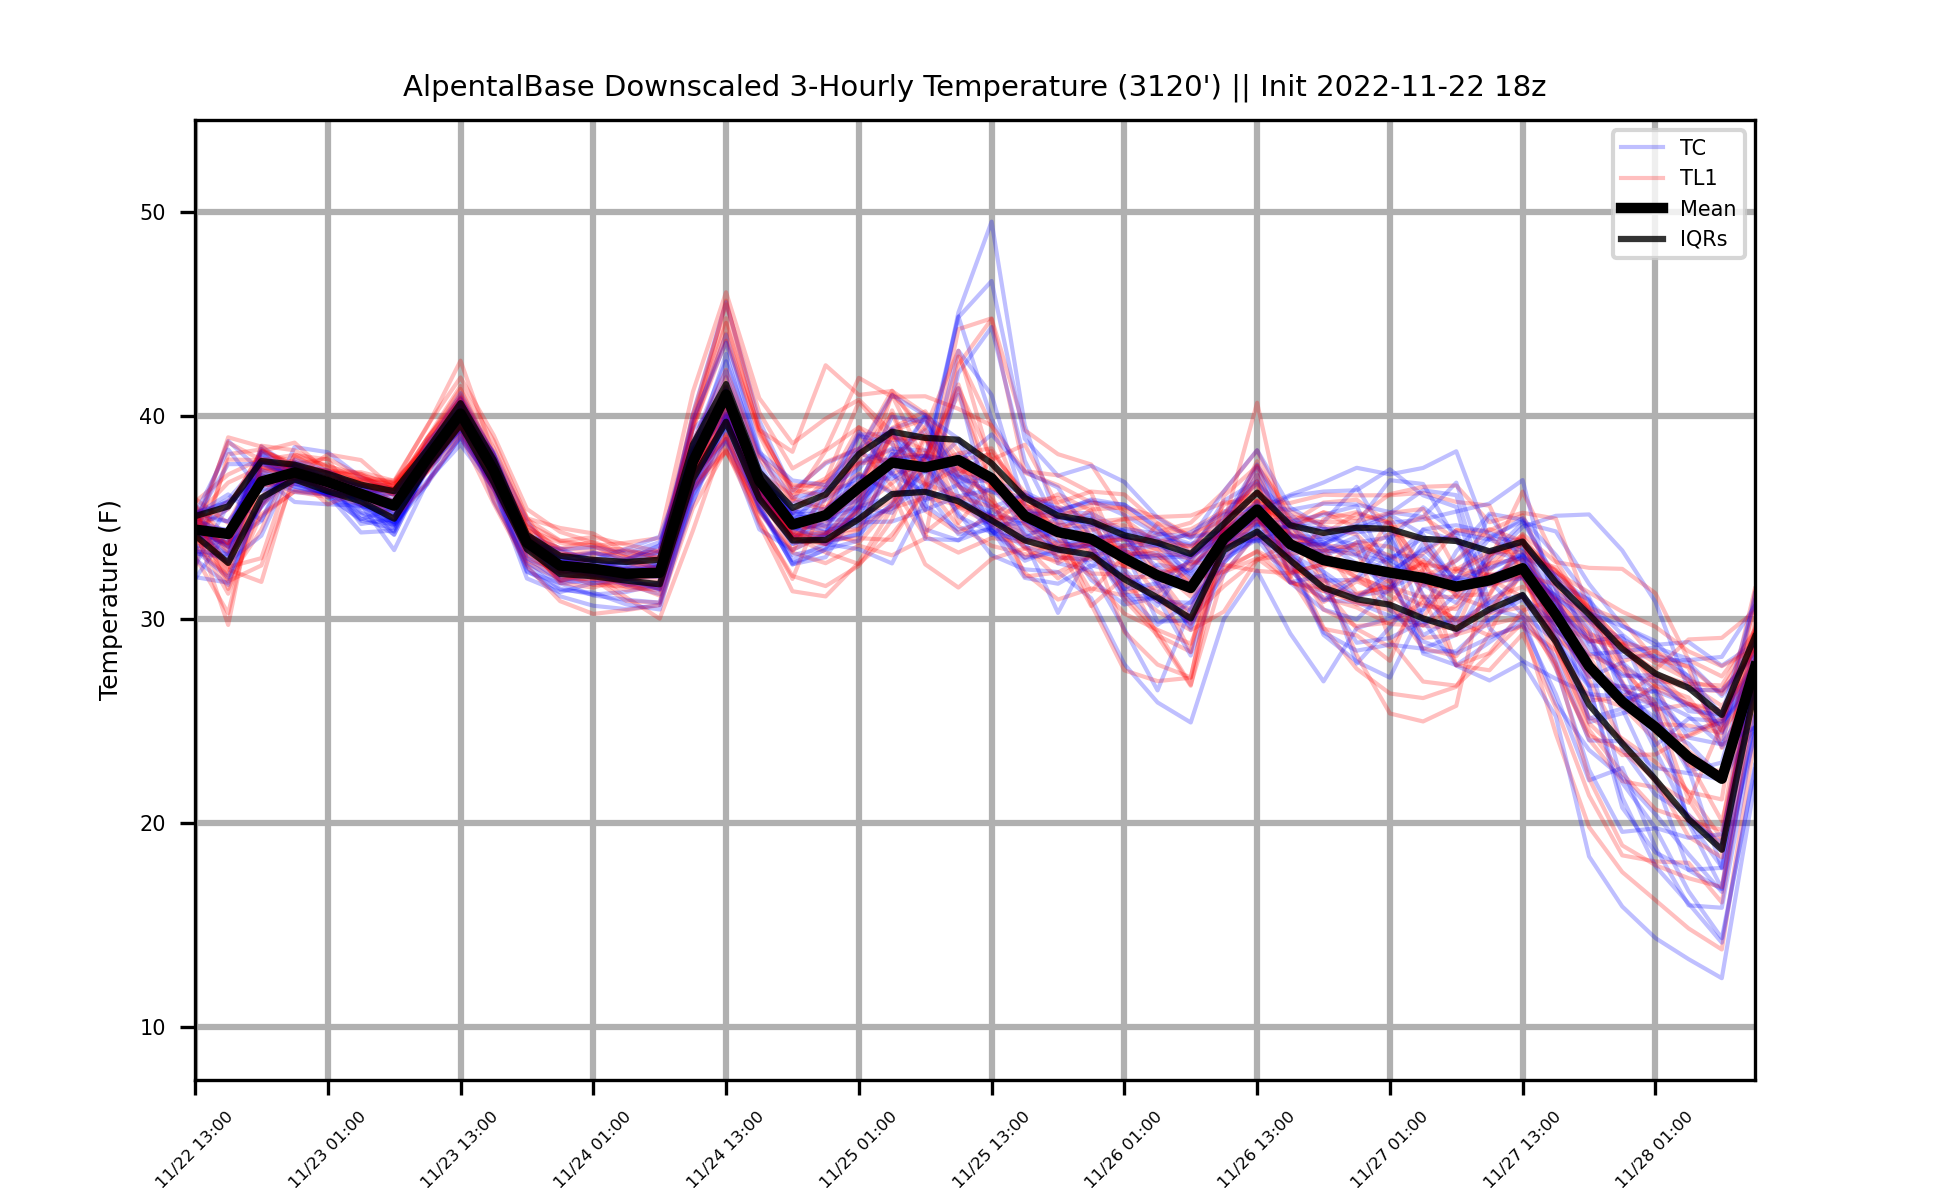 AlpentalBase Downscaled 3-Hourly Temperature (3120') || Init 2022-11-22 18z
TC
TL1
Mean
IQRs
Temperature (F)
50
40
30
20
10
11/22 13:00
11/23 01:00
11/23 13:00
11/24 01:00
11/24 13:00
11/25 01:00
11/25 13:00
11/26 01:00
11/26 13:00
11/27 01:00
11/27 13:00
11/28 01:00